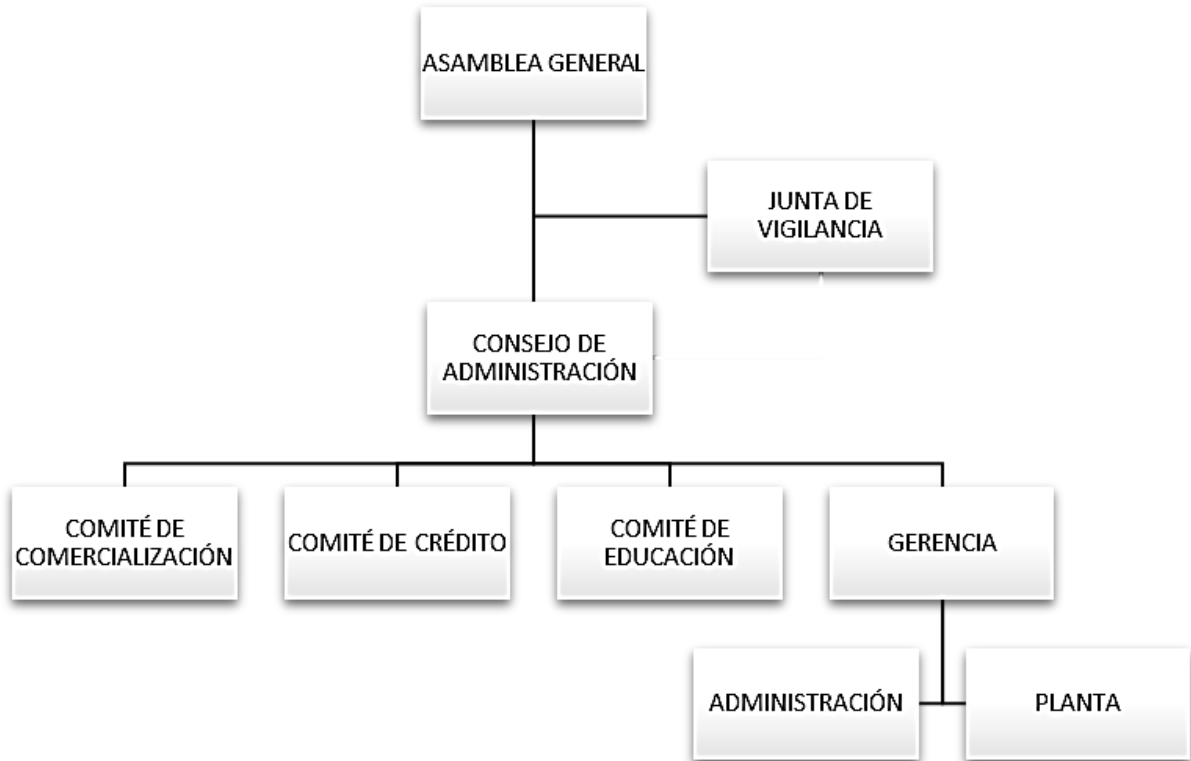 ASAMBLEA GENERAL
JUNTA DE
VIGILANCIA
CONSEJO DE
ADMINISTRACIÓN
COMITÉ DE
COMERCIALIZACIÓN
COMITÉ DE CRÉDITO
COMITÉ DE
EDUCACIÓN
GERENCIA
ADMINISTRACIÓN
PLANTA